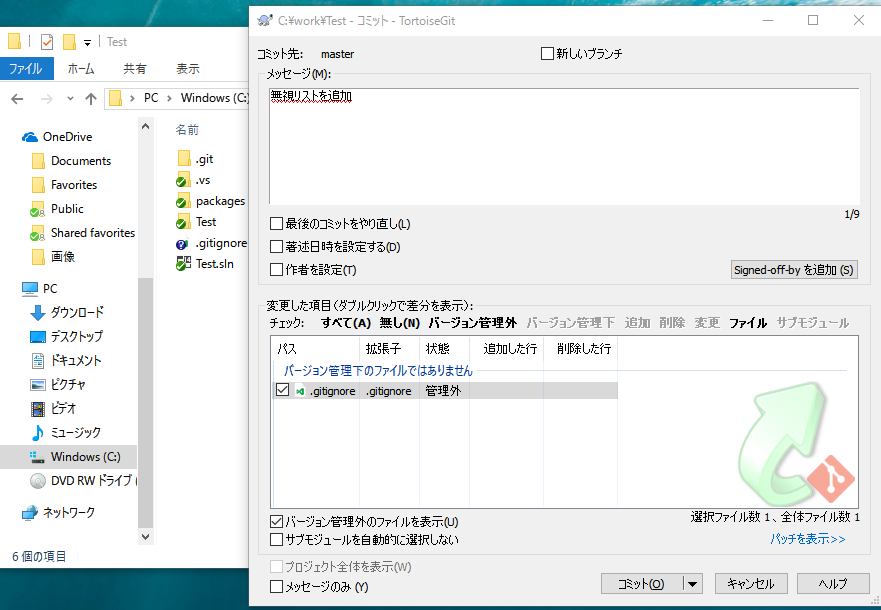 Test
ファイル ホーム 共有 表示
PC > Windows (C:)
名前
OneDrive
Documents
Favorites
Public
Shared favorites
画像
PC
ダウンロード
デスクトップ
ドキュメント
ピクチャ
ビデオ
ミュージック
Windows (C:)
DVD RW ドライブ (
ネットワーク
.git
.vs
packages
Test
.gitignore
Test.sln
6 個の項目
C:¥work¥Test - コミット - TortoiseGit
コミット先: master
新しいブランチ
メッセージ(M):
無視リストを追加
1/9
最後のコミットをやり直し(L)
著述日時を設定する(D)
作者を設定(T)
Signed-off-by を追加 (S)
変更した項目(ダブルクリックで差分を表示):
チェック: すべて(A) 無し(N) バージョン管理外 バージョン管理下 追加 削除 変更 ファイル サブモジュール
パス 拡張子 状態 追加した行 削除した行
バージョン管理下のファイルではありません
.gitignore .gitignore 管理外
バージョン管理外のファイルを表示(U)
選択ファイル数 1、全体ファイル数 1
サブモジュールを自動的に選択しない
パッチを表示>>
プロジェクト全体を表示(W)
メッセージのみ (Y)
コミット(O) キャンセル ヘルプ